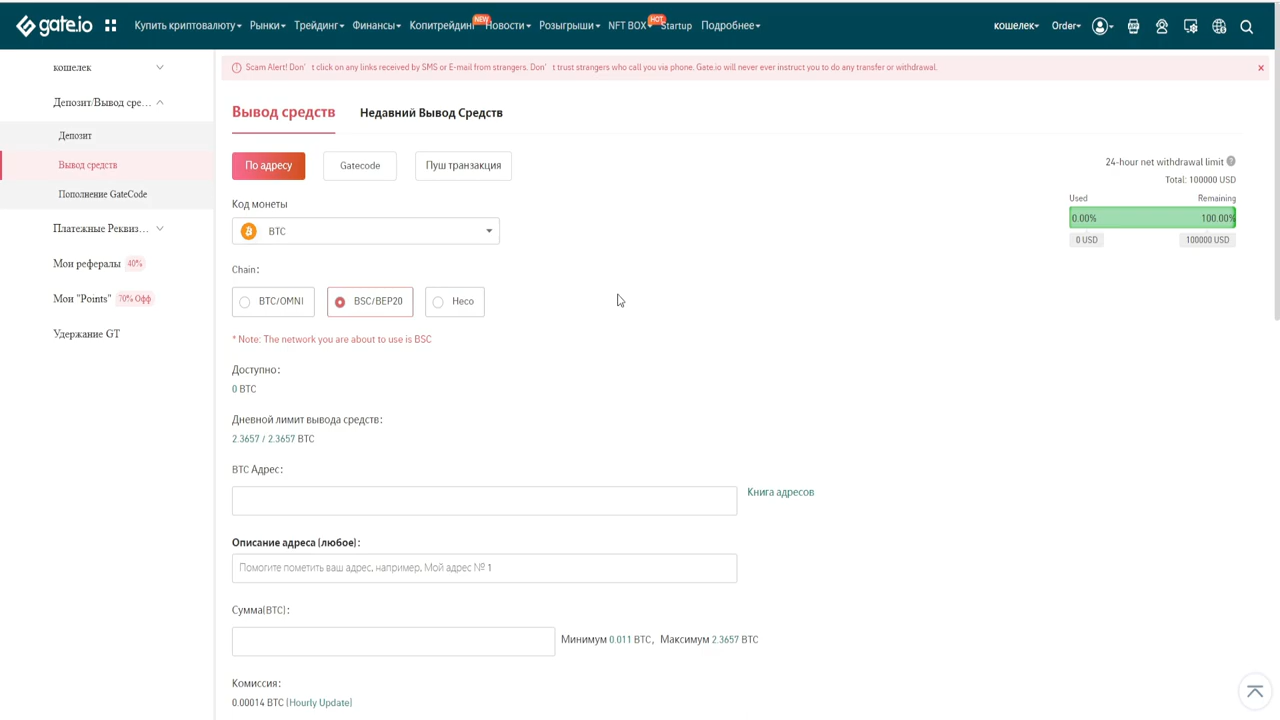 gate.io Купить криптовалюту Рынки Трейдинг Финансы Копитрейдинг NEW Новости Розыгрыши NFT BOX HOT Startup Подробнее кошелек Order
кошелек
Депозит/Вывод сре...
Депозит
Вывод средств
Пополнение GateCode
Платежные Реквиз...
Мои рефералы 40%
Мои "Points" 70% Офф
Удержание GT
Scam Alert! Don't click on any links received by SMS or E-mail from strangers. Don't trust strangers who call you via phone. Gate.io will never ever instruct you to do any transfer or withdrawal.
Вывод средств Недавний Вывод Средств
По адресу Gatecode Пуш транзакция
24-hour net withdrawal limit ?
Total: 100000 USD
Used Remaining
0.00% 100.00%
0 USD 100000 USD
Код монеты
BTC
Chain:
BTC/OMNI BSC/BEP20 Heco
* Note: The network you are about to use is BSC
Доступно:
0 BTC
Дневной лимит вывода средств:
2.3657 / 2.3657 BTC
BTC Адрес:
Книга адресов
Описание адреса (любое):
Помогите пометить ваш адрес, например, Мой адрес № 1
Сумма(BTC):
Минимум 0.011 BTC, Максимум 2.3657 BTC
Комиссия:
0.00014 BTC (Hourly Update)